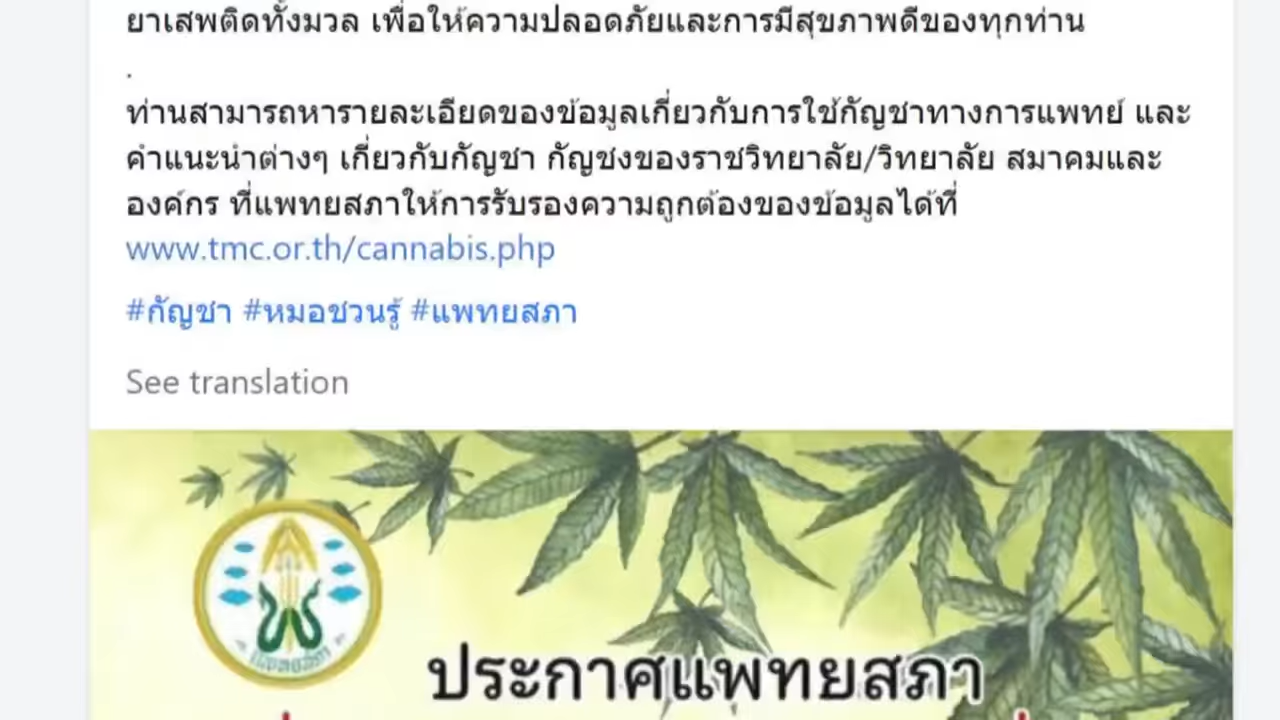 ยาเสพติดทั้งมวล เพื่อให้ความปลอดภัยและการมีสุขภาพดีของทุกท่าน
.
ท่านสามารถหารายละเอียดของข้อมูลเกี่ยวกับการใช้กัญชาทางการแพทย์ และ
คำแนะนำต่างๆ เกี่ยวกับกัญชา กัญชงของราชวิทยาลัย/วิทยาลัย สมาคมและ
องค์กร ที่แพทยสภาให้การรับรองความถูกต้องของข้อมูลได้ที่
www.tmc.or.th/cannabis.php
#กัญชา #หมอชวนรู้ #แพทยสภา
See translation
ประกาศแพทยสภา